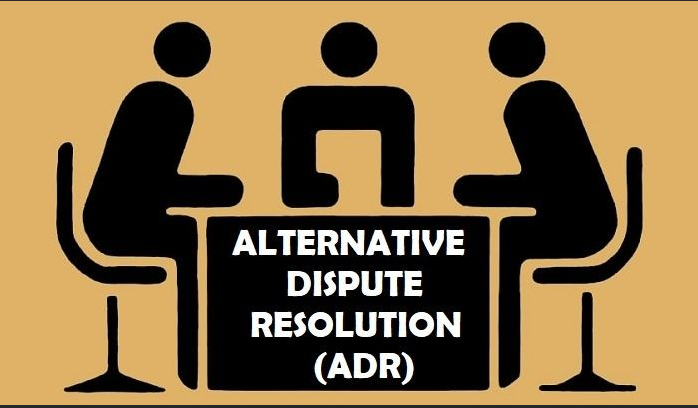 ALTERNATIVE
DISPUTE
RESOLUTION
(ADR)